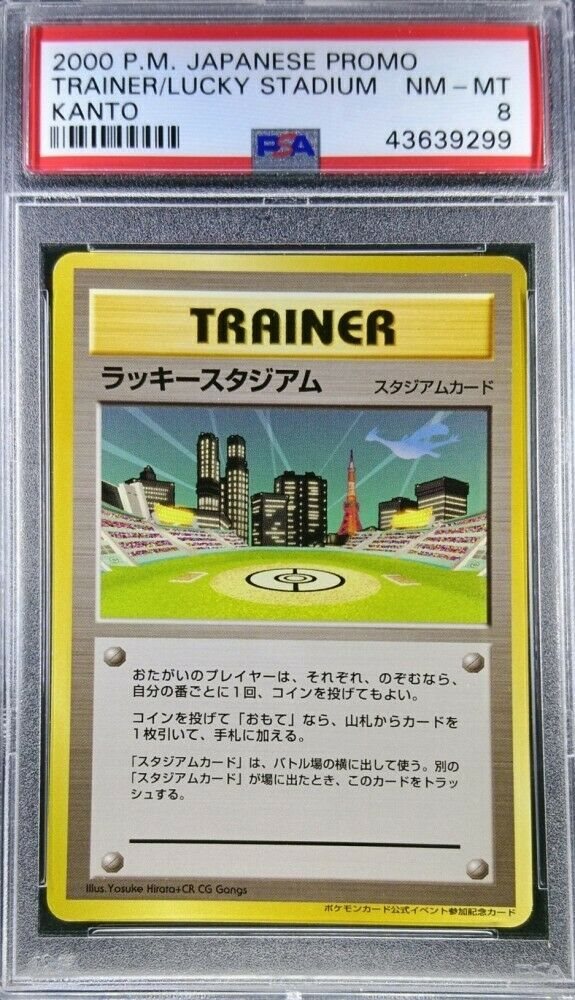 2000 P.M. JAPANESE PROMO
TRAINER/LUCKY STADIUM NM - MT
KANTO 8
PSA 43639299
TRAINER
ラッキースタジアム スタジアムカード
おたがいのプレイヤーは、それぞれ、のぞむなら、
自分の番ごとに1回、コインを投げてもよい。
コインを投げて「おもて」なら、山札からカードを
1枚引いて、手札に加える。
「スタジアムカード」は、バトル場の横に出して使う。別の
「スタジアムカード」が場に出たとき、このカードをトラッ
シュする。
Illus.Yosuke Hirata+CR CG Gangs
ポケモンカード公式イベント参加記念カード
PSA